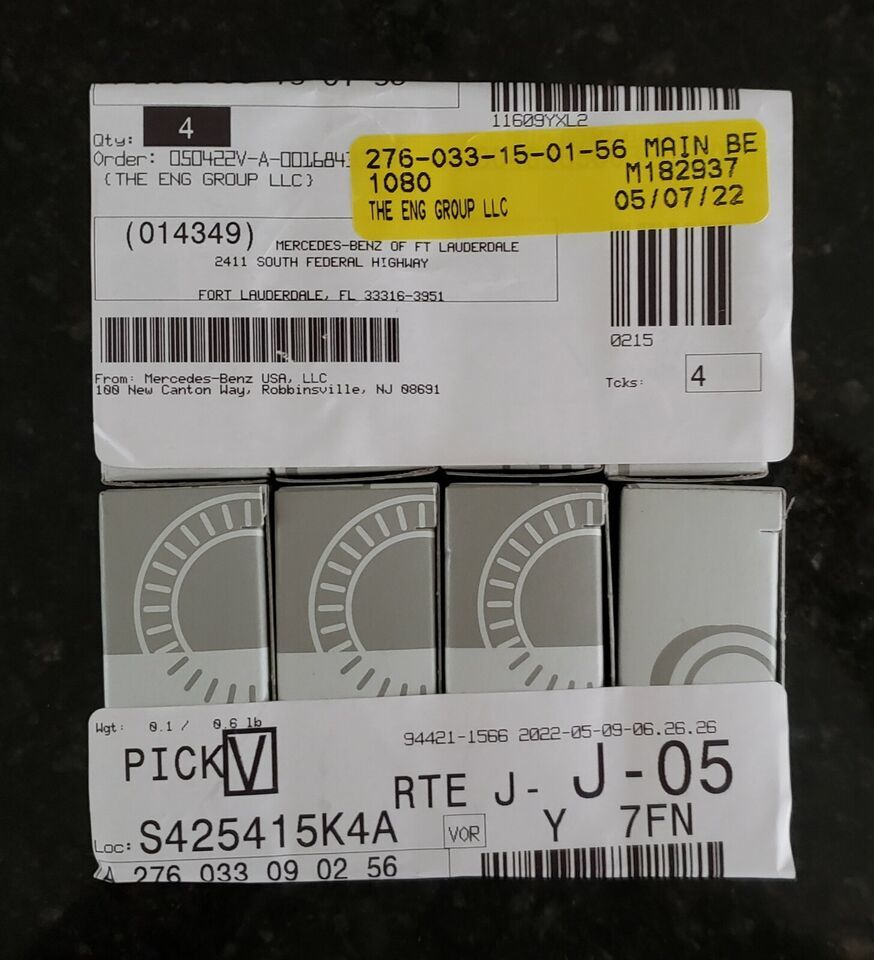 11609YXL2
Qty: 4
Order: 050422V-A-001684
(THE ENG GROUP LLC)
276-033-15-01-56 MAIN BE
1080 M182937
THE ENG GROUP LLC 05/07/22
(014349) MERCEDES-BENZ OF FT LAUDERDALE
2411 SOUTH FEDERAL HIGHWAY
FORT LAUDERDALE, FL 33316-3951
0215
From: Mercedes-Benz USA, LLC
100 New Canton Way, Robbinsville, NJ 08691
Tcks: 4
Wgt: 0.1 / 0.6 lb
94421-1566 2022-05-09-06.26.26
PICK V
RTE J- J-05
Loc: S425415K4A VOR Y 7FN
A 276 033 09 02 56